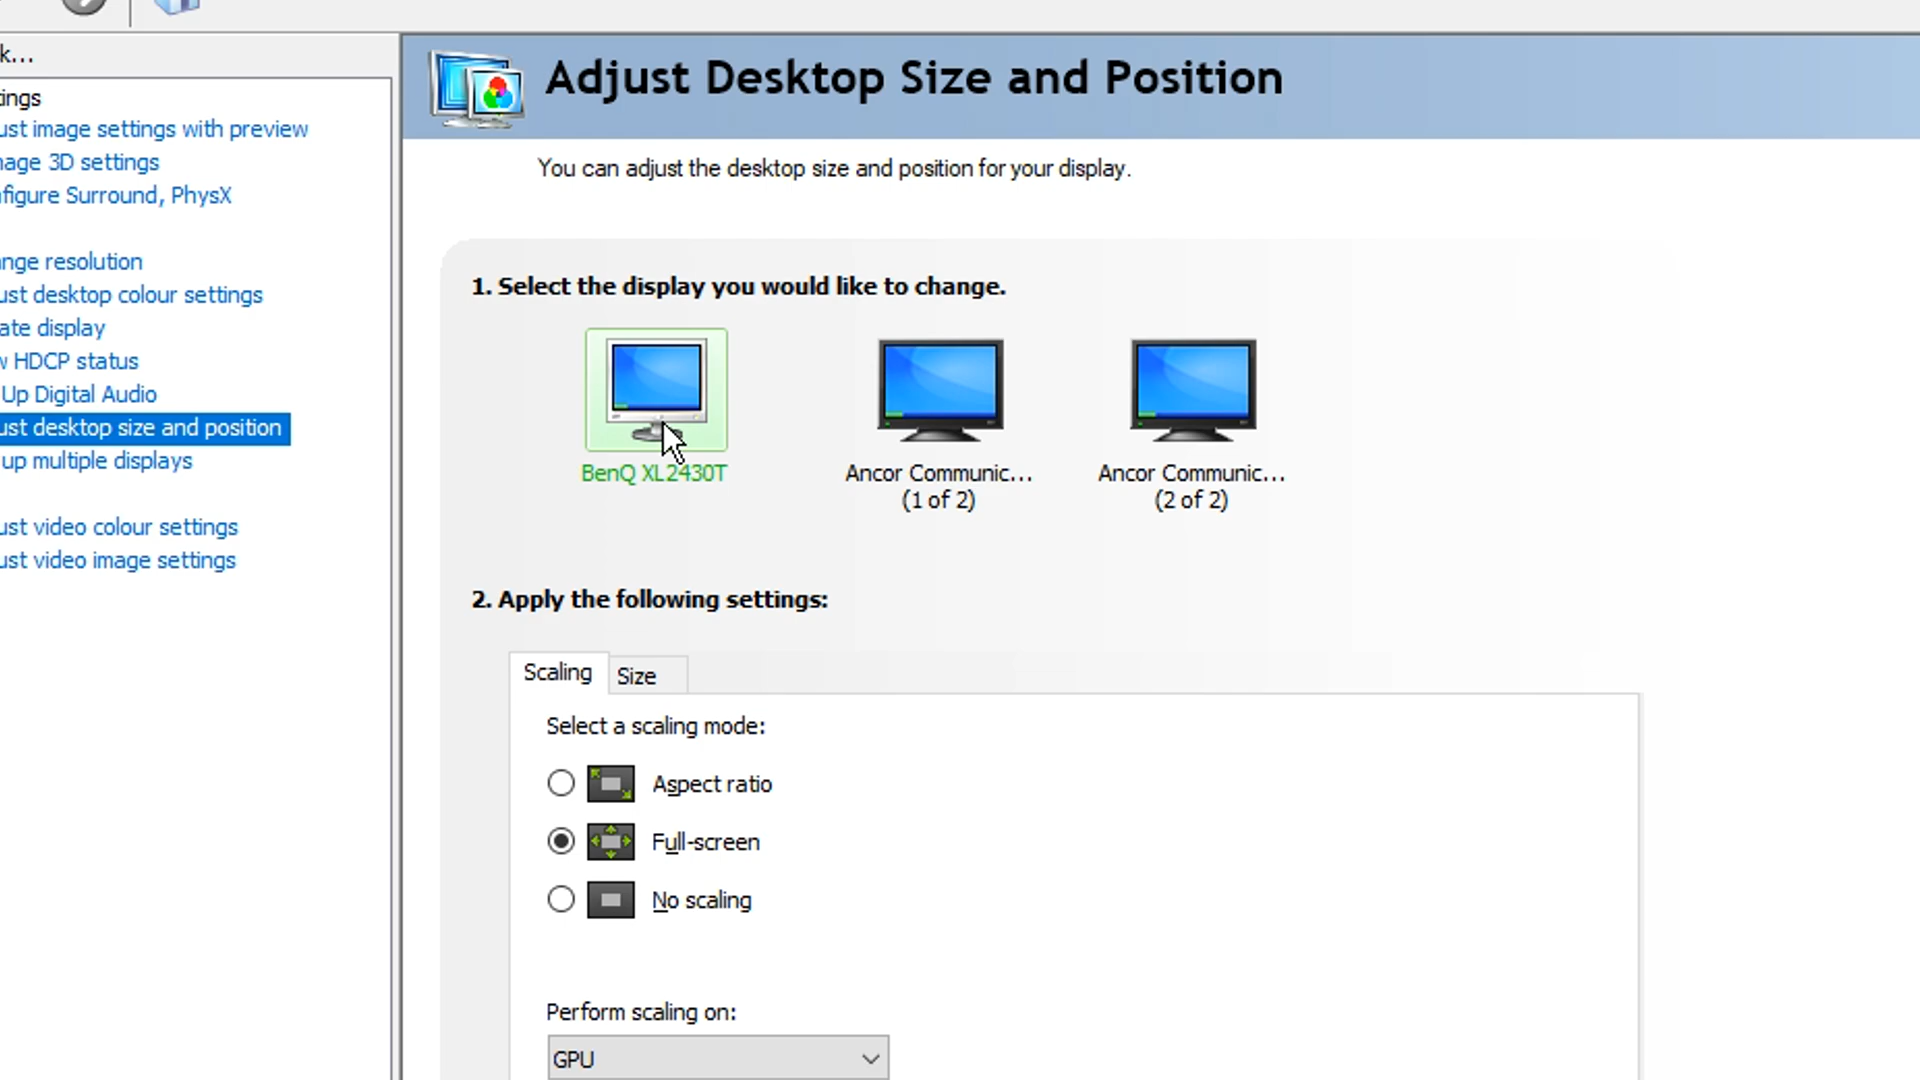 k...
ings
ust image settings with preview
nage 3D settings
figure Surround, PhysX
nge resolution
ust desktop colour settings
ate display
w HDCP status
Up Digital Audio
ust desktop size and position
up multiple displays
ust video colour settings
ust video image settings
Adjust Desktop Size and Position
You can adjust the desktop size and position for your display.
1. Select the display you would like to change.
BenQ XL2430T
Ancor Communic...
(1 of 2)
Ancor Communic...
(2 of 2)
2. Apply the following settings:
Scaling
Size
Select a scaling mode:
Aspect ratio
Full-screen
No scaling
Perform scaling on:
GPU